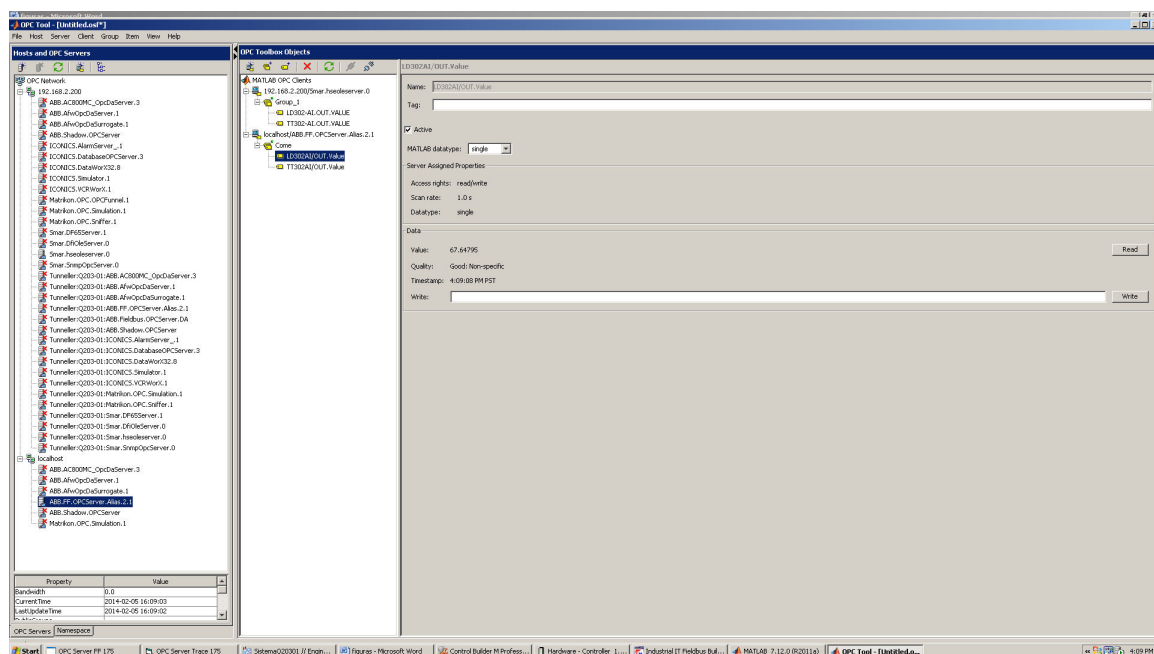 figuras - Microsoft Word
OPC Tool - [Untitled.osf*]
File Host Server Client Group Item View Help
Hosts and OPC Servers
OPC Network
192.168.2.200
ABB.AC800MC_OpcDaServer.3
ABB.AfwOpcDaServer.1
ABB.AfwOpcDaSurrogate.1
ABB.Shadow.OPCServer
ICONICS.AlarmServer_.1
ICONICS.DatabaseOPCServer.3
ICONICS.DataWorX32.8
ICONICS.Simulator.1
ICONICS.VCRWorX.1
Matrikon.OPC.OPCFunnel.1
Matrikon.OPC.Simulation.1
Matrikon.OPC.Sniffer.1
Smar.DF65Server.1
Smar.DfiOleServer.0
Smar.hseoleserver.0
Smar.SnmpOpcServer.0
Tunneller:Q203-01:ABB.AC800MC_OpcDaServer.3
Tunneller:Q203-01:ABB.AfwOpcDaServer.1
Tunneller:Q203-01:ABB.AfwOpcDaSurrogate.1
Tunneller:Q203-01:ABB.FF.OPCServer.Alias.2.1
Tunneller:Q203-01:ABB.Fieldbus.OPCServer.DA
Tunneller:Q203-01:ABB.Shadow.OPCServer
Tunneller:Q203-01:ICONICS.AlarmServer_.1
Tunneller:Q203-01:ICONICS.DatabaseOPCServer.3
Tunneller:Q203-01:ICONICS.DataWorX32.8
Tunneller:Q203-01:ICONICS.Simulator.1
Tunneller:Q203-01:ICONICS.VCRWorX.1
Tunneller:Q203-01:Matrikon.OPC.Simulation.1
Tunneller:Q203-01:Matrikon.OPC.Sniffer.1
Tunneller:Q203-01:Smar.DF65Server.1
Tunneller:Q203-01:Smar.DfiOleServer.0
Tunneller:Q203-01:Smar.hseoleserver.0
Tunneller:Q203-01:Smar.SnmpOpcServer.0
localhost
ABB.AC800MC_OpcDaServer.3
ABB.AfwOpcDaServer.1
ABB.AfwOpcDaSurrogate.1
ABB.FF.OPCServer.Alias.2.1
ABB.Shadow.OPCServer
Matrikon.OPC.Simulation.1
Property Value
Bandwidth 0.0
CurrentTime 2014-02-05 16:09:03
LastUpdateTime 2014-02-05 16:09:02
OPC Servers Namespace
OPC Toolbox Objects
MATLAB OPC Clients
192.168.2.200/Smar.hseoleserver.0
Group_1
LD302-AI.OUT.VALUE
TT302-AI.OUT.VALUE
localhost/ABB.FF.OPCServer.Alias.2.1
Come
LD302AI/OUT.Value
TT302AI/OUT.Value
LD302AI/OUT.Value
Name: LD302AI/OUT.Value
Tag:
Active
MATLAB datatype: single
Server Assigned Properties
Access rights: read/write
Scan rate: 1.0 s
Datatype: single
Data
Value: 67.64795 Read
Quality: Good: Non-specific
Timestamp: 4:09:08 PM PST
Write: Write
Start OPC Server FF 175 OPC Server Trace 175 SistemaQ20301 // Engin... figuras - Microsoft Word Control Builder M Profess... Hardware - Controller_1.... Industrial IT Fieldbus Buil... MATLAB 7.12.0 (R2011a) OPC Tool - [Untitled.o... 4:09 PM